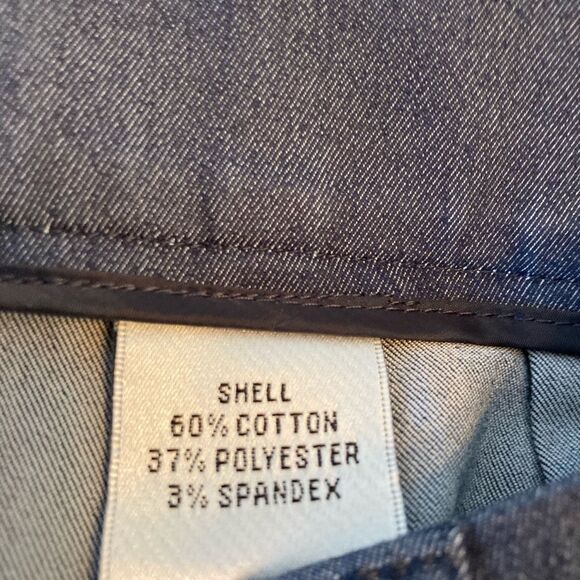 SHELL
60% COTTON
37% POLYESTER
3% SPANDEX